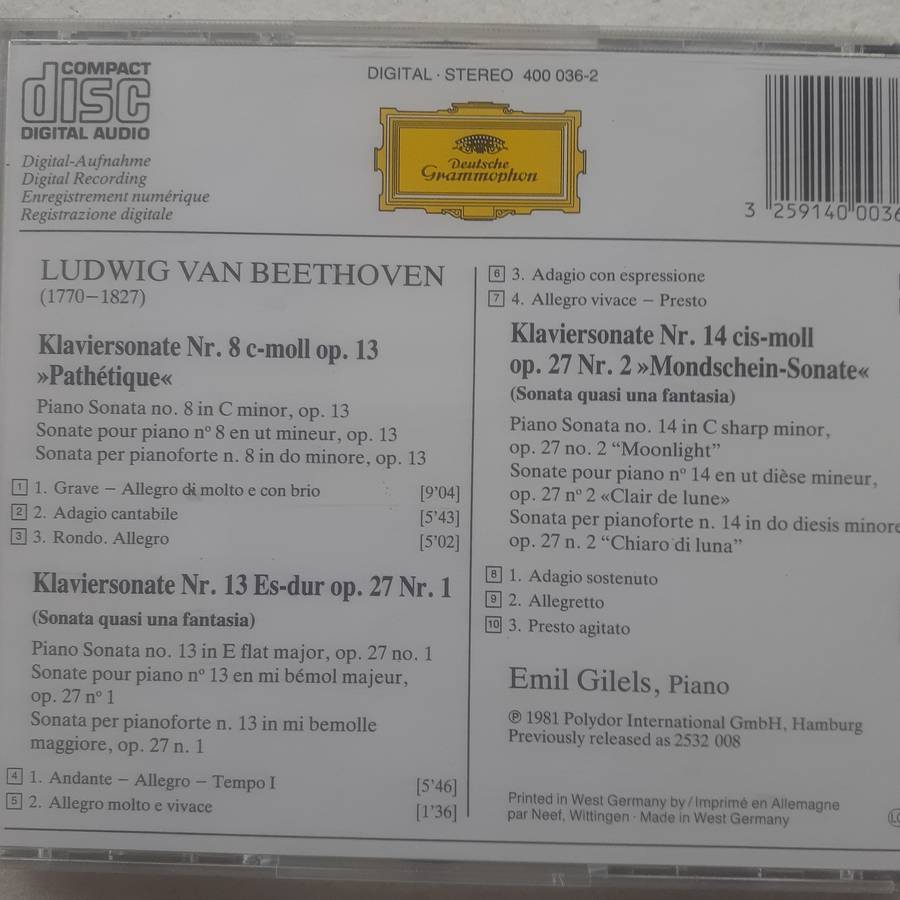 COMPACT
disc
DIGITAL AUDIO
Digital-Aufnahme
Digital Recording
Enregistrement numérique
Registrazione digitale
DIGITAL · STEREO 400 036-2
Deutsche
Grammophon
3 259140 0036
LUDWIG VAN BEETHOVEN
(1770–1827)
Klaviersonate Nr. 8 c-moll op. 13
»Pathétique«
Piano Sonata no. 8 in C minor, op. 13
Sonate pour piano nº 8 en ut mineur, op. 13
Sonata per pianoforte n. 8 in do minore, op. 13
1 1. Grave – Allegro di molto e con brio [9'04]
2 2. Adagio cantabile [5'43]
3 3. Rondo. Allegro [5'02]
Klaviersonate Nr. 13 Es-dur op. 27 Nr. 1
(Sonata quasi una fantasia)
Piano Sonata no. 13 in E flat major, op. 27 no. 1
Sonate pour piano nº 13 en mi bémol majeur,
op. 27 nº 1
Sonata per pianoforte n. 13 in mi bemolle
maggiore, op. 27 n. 1
4 1. Andante – Allegro – Tempo I [5'46]
5 2. Allegro molto e vivace [1'36]
6 3. Adagio con espressione
7 4. Allegro vivace – Presto
Klaviersonate Nr. 14 cis-moll
op. 27 Nr. 2 »Mondschein-Sonate«
(Sonata quasi una fantasia)
Piano Sonata no. 14 in C sharp minor,
op. 27 no. 2 “Moonlight”
Sonate pour piano nº 14 en ut dièse mineur,
op. 27 nº 2 «Clair de lune»
Sonata per pianoforte n. 14 in do diesis minore
op. 27 n. 2 “Chiaro di luna”
8 1. Adagio sostenuto
9 2. Allegretto
10 3. Presto agitato
Emil Gilels, Piano
℗ 1981 Polydor International GmbH, Hamburg
Previously released as 2532 008
Printed in West Germany by / Imprimé en Allemagne
par Neef, Wittingen · Made in West Germany